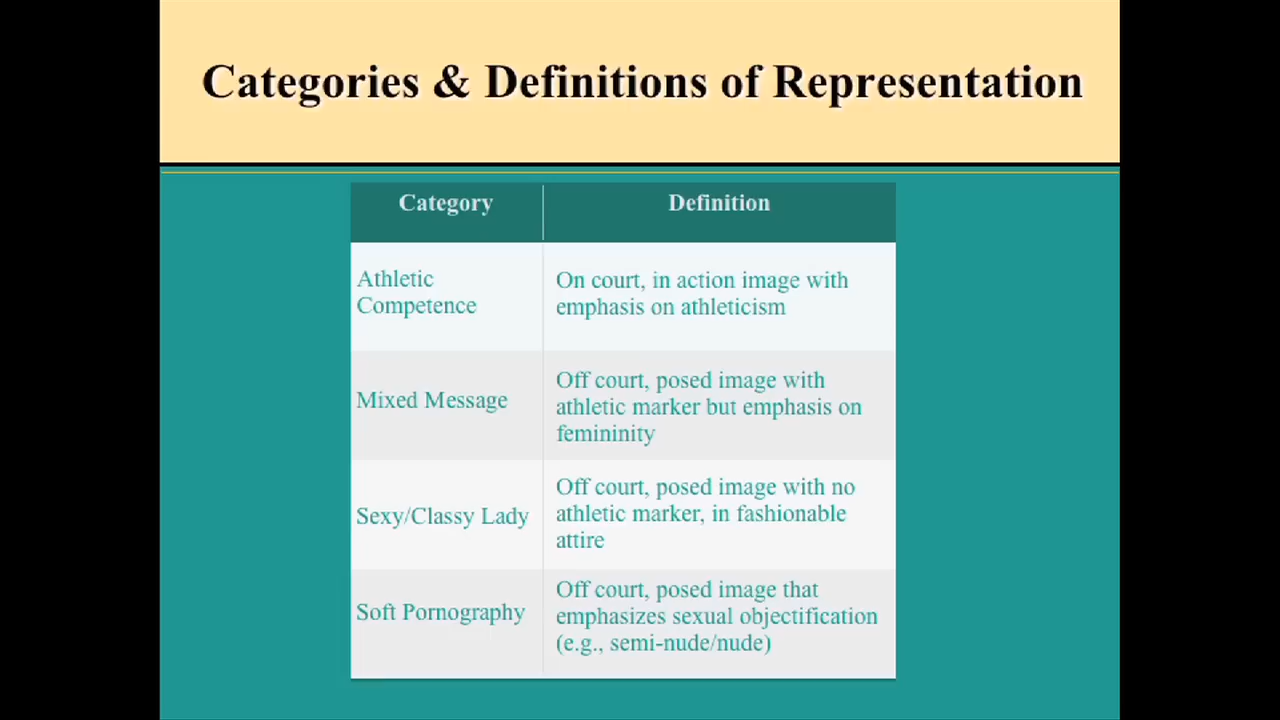 Categories & Definitions of Representation
Category
Definition
Athletic
Competence
On court, in action image with
emphasis on athleticism
Mixed Message
Off court, posed image with
athletic marker but emphasis on
femininity
Sexy/Classy Lady
Off court, posed image with no
athletic marker, in fashionable
attire
Soft Pornography
Off court, posed image that
emphasizes sexual objectification
(e.g., semi-nude/nude)